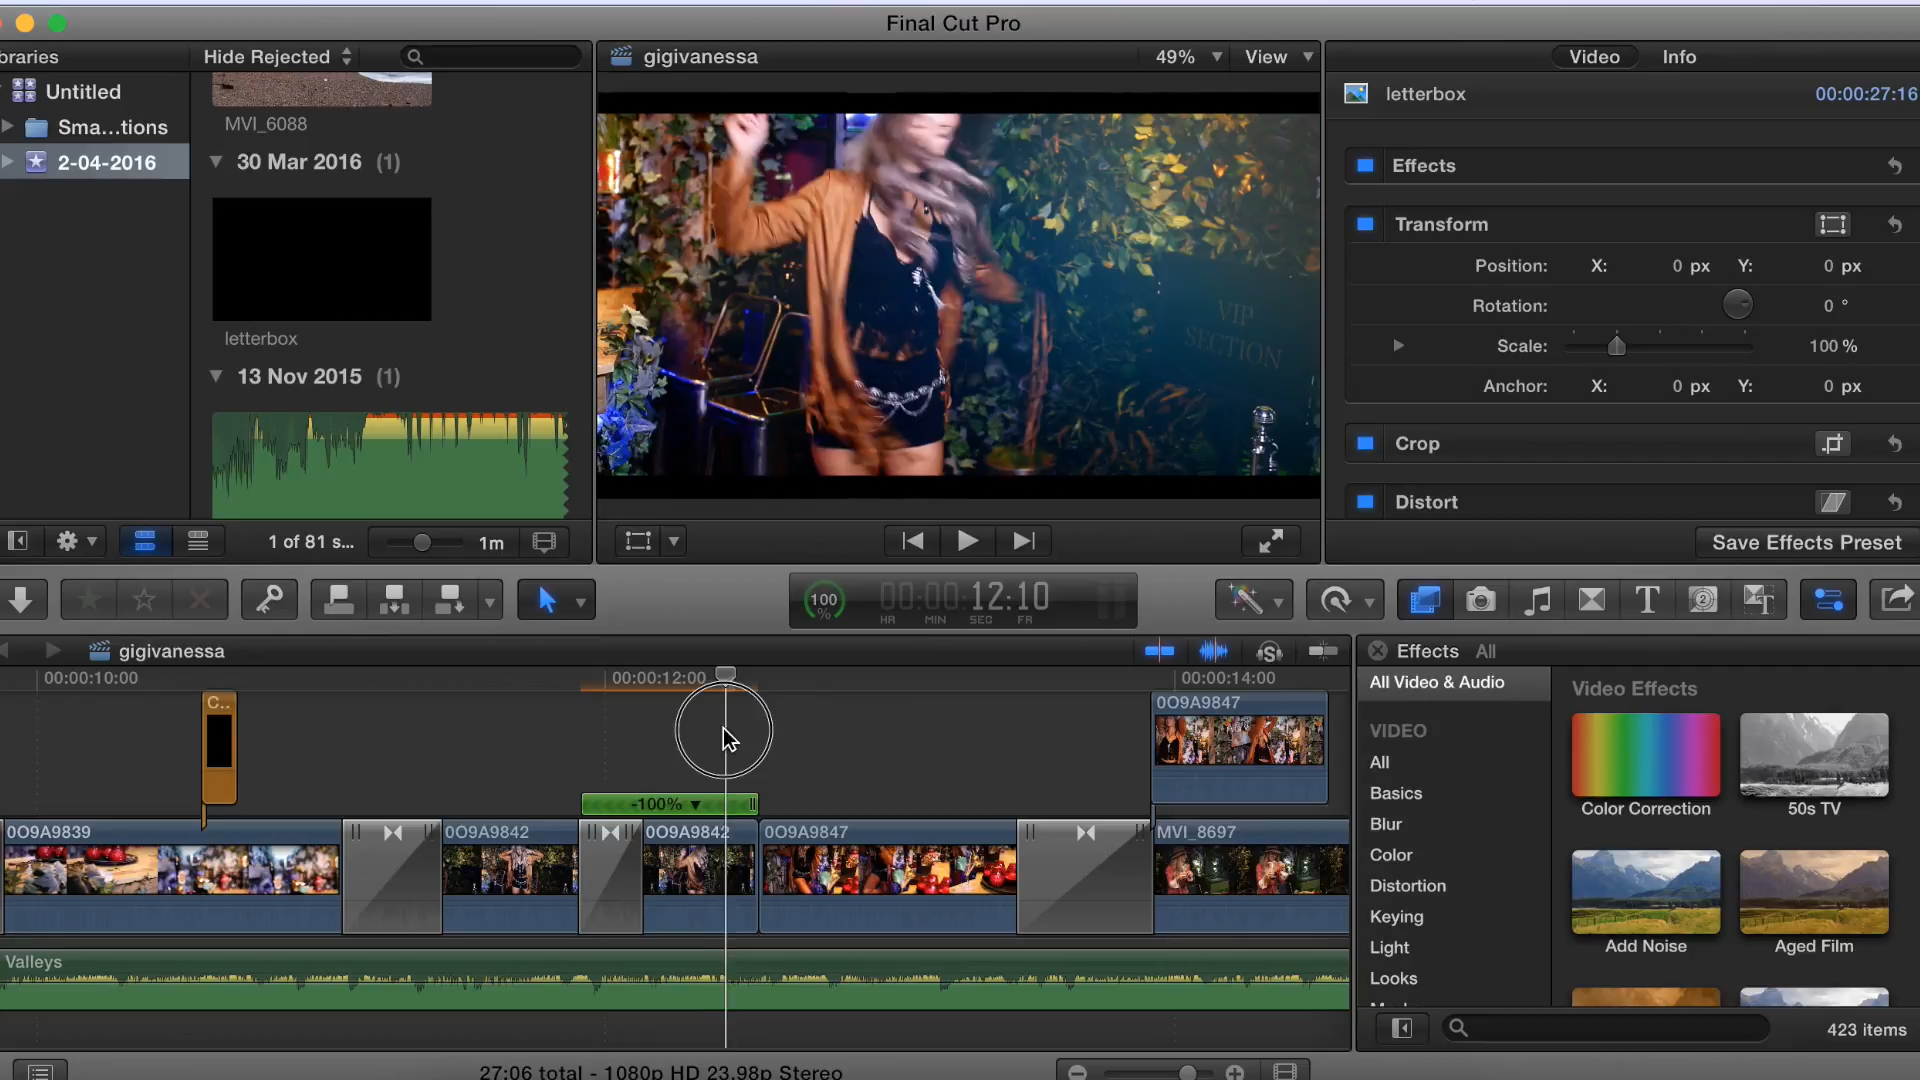 Final Cut Pro
braries
Hide Rejected
Untitled
Sma...tions
2-04-2016
MVI_6088
30 Mar 2016 (1)
letterbox
13 Nov 2015 (1)
1 of 81 s...
1m
gigivanessa
49%
View
VIP
SECTION
Video
Info
letterbox
00:00:27:16
Effects
Transform
Position: X: 0 px Y: 0 px
Rotation: 0 °
Scale: 100 %
Anchor: X: 0 px Y: 0 px
Crop
Distort
Save Effects Preset
100
%
00:00:12:10
HR MIN SEC FR
gigivanessa
00:00:10:00
00:00:12:00
00:00:14:00
C..
0O9A9847
-100%
0O9A9839
0O9A9842
0O9A9842
0O9A9847
MVI_8697
Valleys
27:06 total - 1080p HD 23.98p Stereo
Effects All
All Video & Audio
VIDEO
All
Basics
Blur
Color
Distortion
Keying
Light
Looks
Video Effects
Color Correction
50s TV
Add Noise
Aged Film
423 items